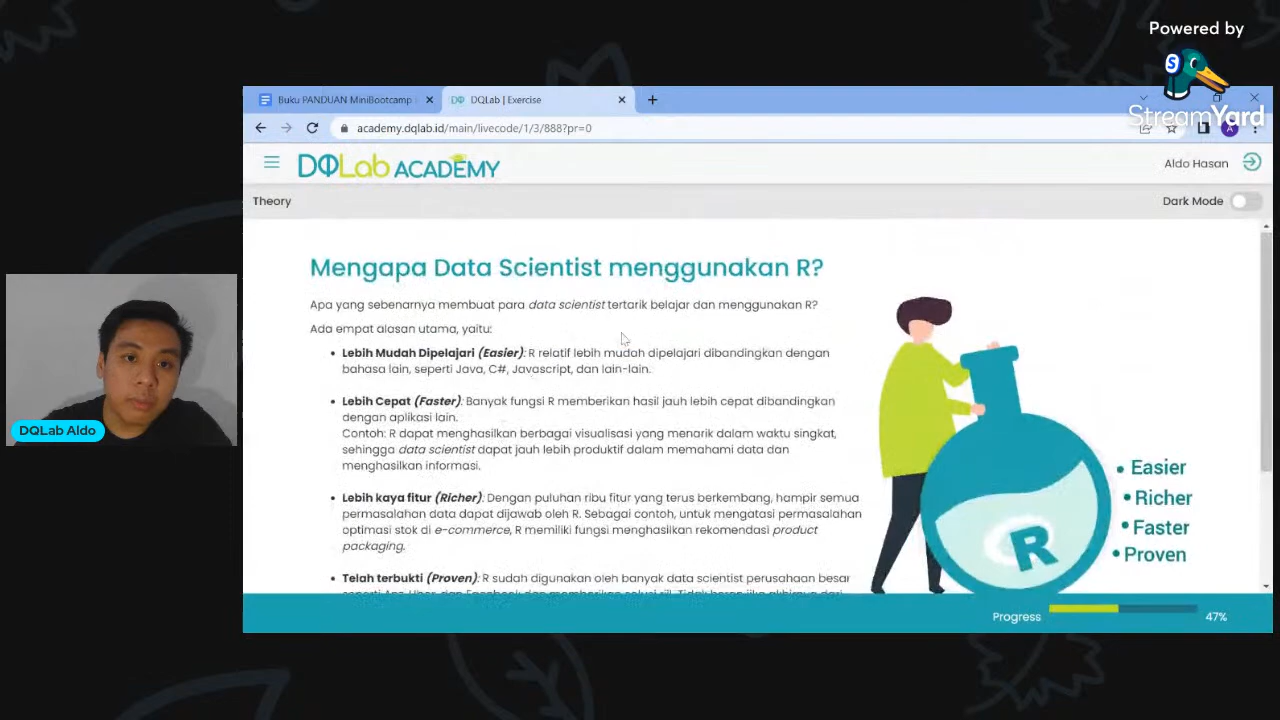 Powered by
StreamYard
Buku PANDUAN MiniBootcamp
DQLab | Exercise
academy.dqlab.id/main/livecode/1/3/888?pr=0
DQLab ACADEMY
Aldo Hasan
Theory
Dark Mode
Mengapa Data Scientist menggunakan R?
Apa yang sebenarnya membuat para data scientist tertarik belajar dan menggunakan R?
Ada empat alasan utama, yaitu:
• Lebih Mudah Dipelajari (Easier): R relatif lebih mudah dipelajari dibandingkan dengan
bahasa lain, seperti Java, C#, Javascript, dan lain-lain.
• Lebih Cepat (Faster): Banyak fungsi R memberikan hasil jauh lebih cepat dibandingkan
dengan aplikasi lain.
Contoh: R dapat menghasilkan berbagai visualisasi yang menarik dalam waktu singkat,
sehingga data scientist dapat jauh lebih produktif dalam memahami data dan
menghasilkan informasi.
• Lebih kaya fitur (Richer): Dengan puluhan ribu fitur yang terus berkembang, hampir semua
permasalahan data dapat dijawab oleh R. Sebagai contoh, untuk mengatasi permasalahan
optimasi stok di e-commerce, R memiliki fungsi menghasilkan rekomendasi product
packaging.
• Telah terbukti (Proven): R sudah digunakan oleh banyak data scientist perusahaan besar
• Easier
• Richer
• Faster
• Proven
R
Progress
47%
DQLab Aldo